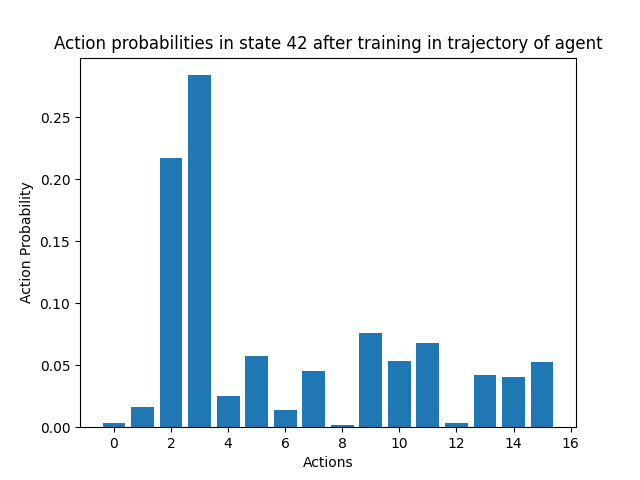 Action probabilities in state 42 after training in trajectory of agent
0.25
0.20
0.15
0.10
0.05
0.00
Action Probability
0 2 4 6 8 10 12 14 16
Actions